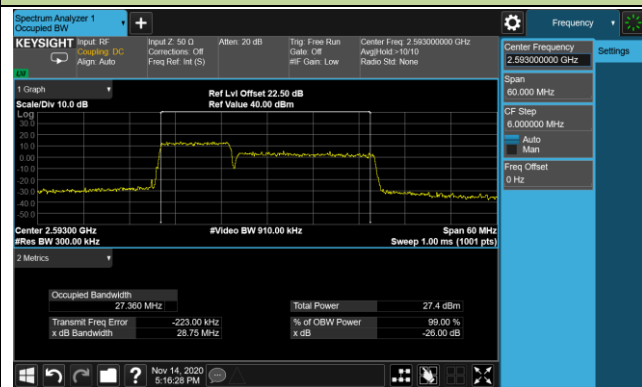 Spectrum Analyzer 1
Occupied BW
Frequency
KEYSIGHT
Input: RF
Coupling: DC
Align: Auto
Input Z: 50 Ω
Corrections: Off
Freq Ref: Int (S)
Atten: 20 dB
Trig: Free Run
Gate: Off
#IF Gain: Low
Center Freq: 2.593000000 GHz
Avg|Hold:>10/10
Radio Std: None
Center Frequency
2.593000000 GHz
Settings
Span
60.000 MHz
CF Step
6.000000 MHz
Auto
Man
Freq Offset
0 Hz
1 Graph
Scale/Div 10.0 dB
Ref Lvl Offset 22.50 dB
Ref Value 40.00 dBm
Log
30.0
20.0
10.0
0.00
-10.0
-20.0
-30.0
-40.0
-50.0
Center 2.59300 GHz
#Res BW 300.00 kHz
#Video BW 910.00 kHz
Span 60 MHz
Sweep 1.00 ms (1001 pts)
2 Metrics
Occupied Bandwidth
27.360 MHz
Transmit Freq Error -223.00 kHz
x dB Bandwidth 28.75 MHz
Total Power 27.4 dBm
% of OBW Power 99.00 %
x dB -26.00 dB
Nov 14, 2020
5:16:28 PM